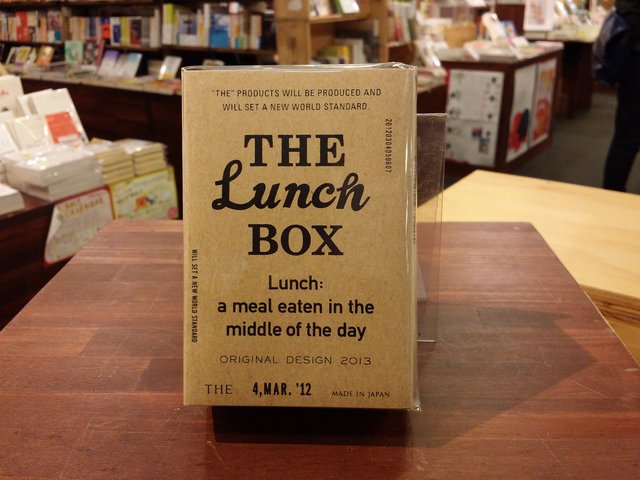 "THE" PRODUCTS WILL BE PRODUCED AND
WILL SET A NEW WORLD STANDARD.
20120304050607
THE
Lunch
BOX
WILL SET A NEW WORLD STANDARD
Lunch:
a meal eaten in the
middle of the day
ORIGINAL DESIGN 2013
THE 4,MAR. '12 MADE IN JAPAN